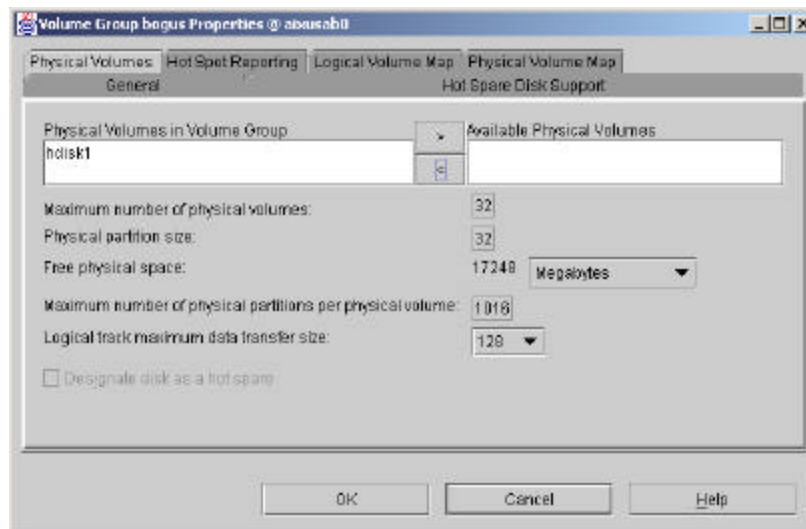 Volume Group bogus Properties @
Physical Volumes Hot Spot Reporting Logical Volume Map Physical Volume Map
General Hot Spare Disk Support
Physical Volumes in Volume Group > Available Physical Volumes
hdisk1
<
Maximum number of physical volumes: 32
Physical partition size: 32
Free physical space: 17248 Megabytes
Maximum number of physical partitions per physical volume: 1016
Logical track maximum data transfer size: 128
Designate disk as a hot spare
OK Cancel Help